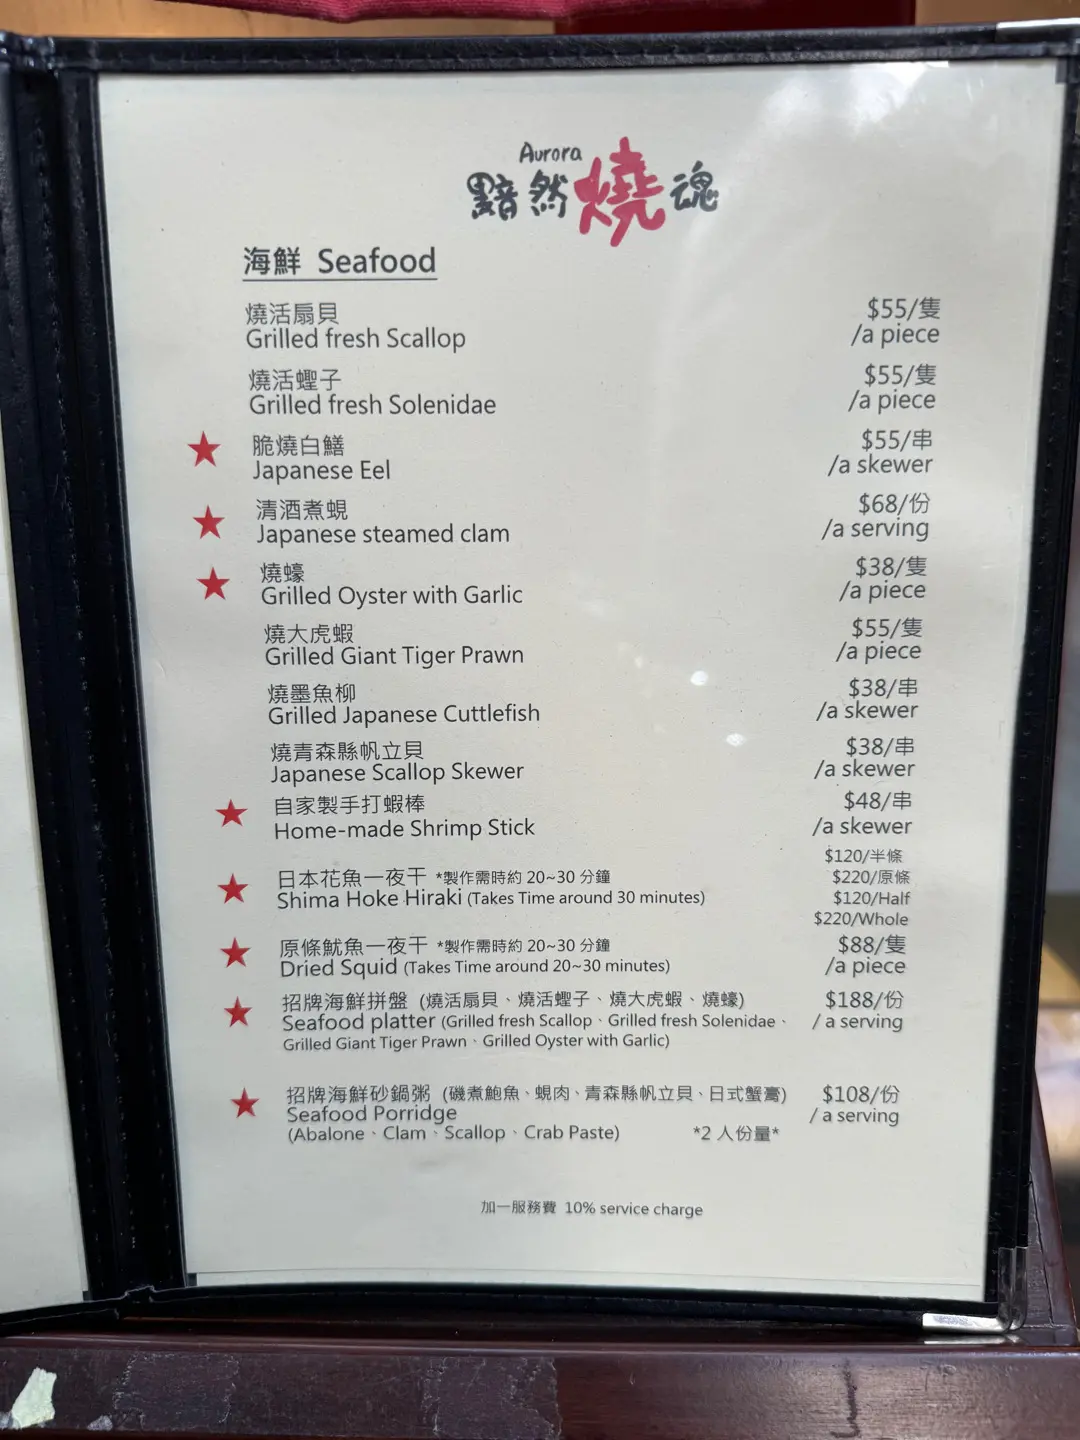 Aurora
黯然燒魂
海鮮 Seafood
燒活扇貝 $55/隻
Grilled fresh Scallop /a piece
燒活蟶子 $55/隻
Grilled fresh Solenidae /a piece
脆燒白鱔 $55/串
Japanese Eel /a skewer
清酒煮蜆 $68/份
Japanese steamed clam /a serving
燒蠔 $38/隻
Grilled Oyster with Garlic /a piece
燒大虎蝦 $55/隻
Grilled Giant Tiger Prawn /a piece
燒墨魚柳 $38/串
Grilled Japanese Cuttlefish /a skewer
燒青森縣帆立貝 $38/串
Japanese Scallop Skewer /a skewer
自家製手打蝦棒 $48/串
Home-made Shrimp Stick /a skewer
$120/半條
日本花魚一夜干 *製作需時約 20~30 分鐘 $220/原條
Shima Hoke Hiraki (Takes Time around 30 minutes) $120/Half
$220/Whole
原條魷魚一夜干 *製作需時約 20~30 分鐘 $88/隻
Dried Squid (Takes Time around 20~30 minutes) /a piece
招牌海鮮拼盤 (燒活扇貝、燒活蟶子、燒大虎蝦、燒蠔) $188/份
Seafood platter (Grilled fresh Scallop、Grilled fresh Solenidae、 / a serving
Grilled Giant Tiger Prawn、Grilled Oyster with Garlic)
招牌海鮮砂鍋粥 (磯煮鮑魚、蜆肉、青森縣帆立貝、日式蟹膏) $108/份
Seafood Porridge / a serving
(Abalone、Clam、Scallop、Crab Paste) *2 人份量*
加一服務費 10% service charge